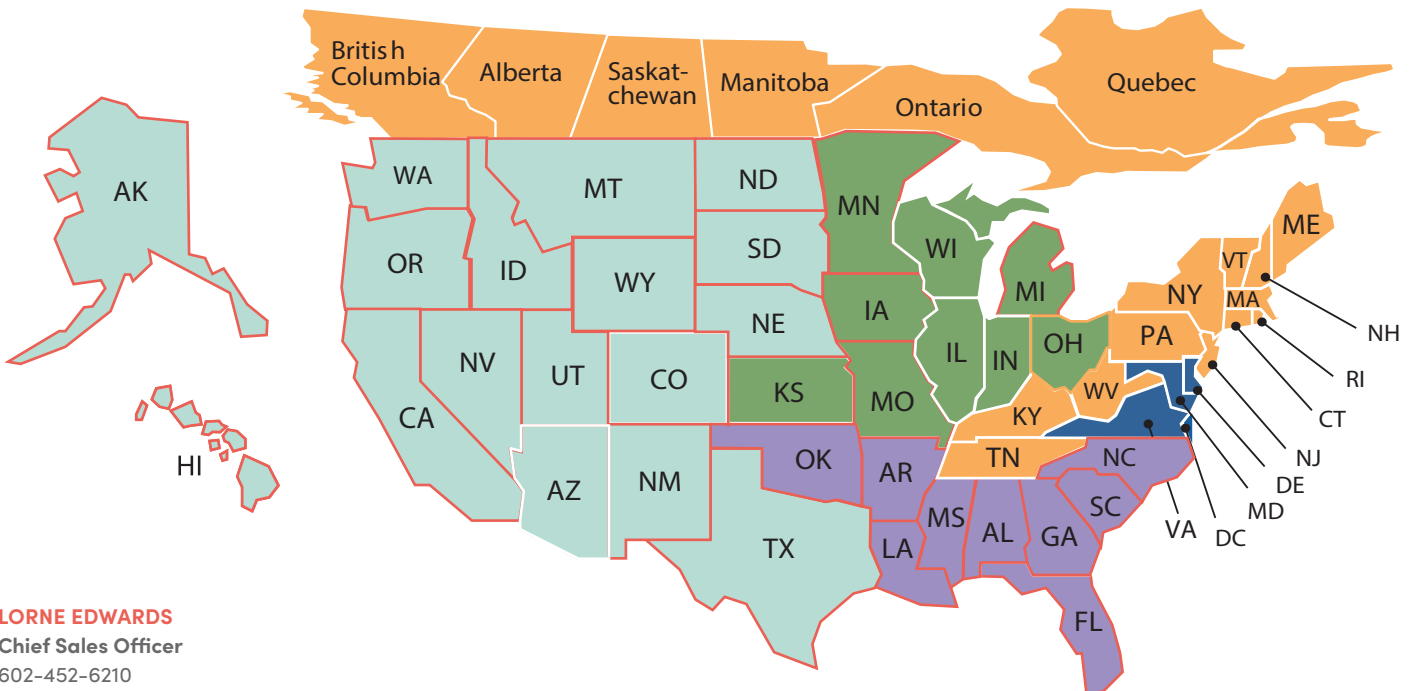 British
Columbia
Alberta
Saskat-
chewan
Manitoba
Ontario
Quebec
AK
WA
MT
ND
MN
OR
ID
SD
WI
ME
VT
WY
MI
NY
MA
NE
IA
NH
NV
UT
CO
KS
IL
IN
OH
PA
RI
CA
MO
KY
WV
CT
HI
AZ
NM
OK
AR
TN
NC
NJ
DE
MD
DC
VA
SC
TX
LA
MS
AL
GA
FL
LORNE EDWARDS
Chief Sales Officer
602-452-6210